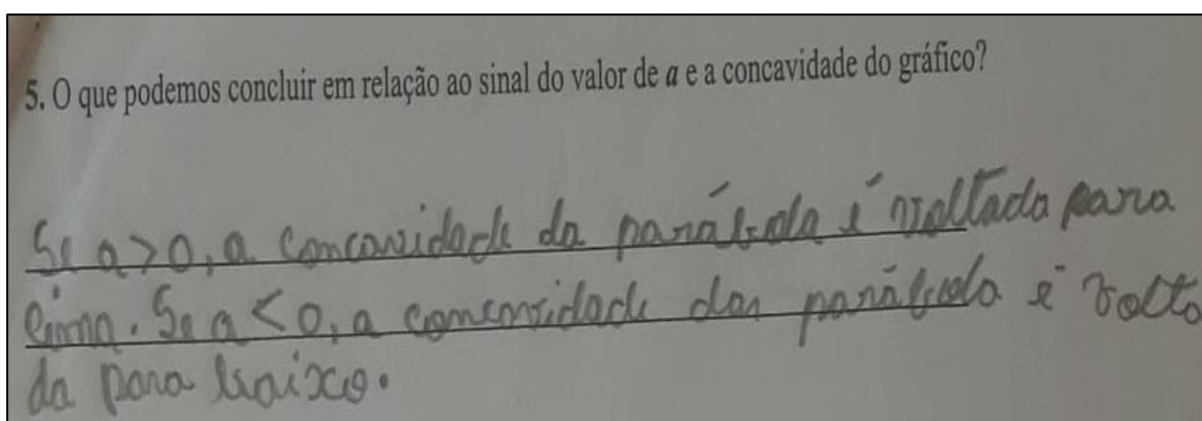 5. O que podemos concluir em relação ao sinal do valor de a e a concavidade do gráfico?
Se a>0, a concavidade da parábola é voltada para
cima. Se a<0, a concavidade das parábola é volta
da para baixo.